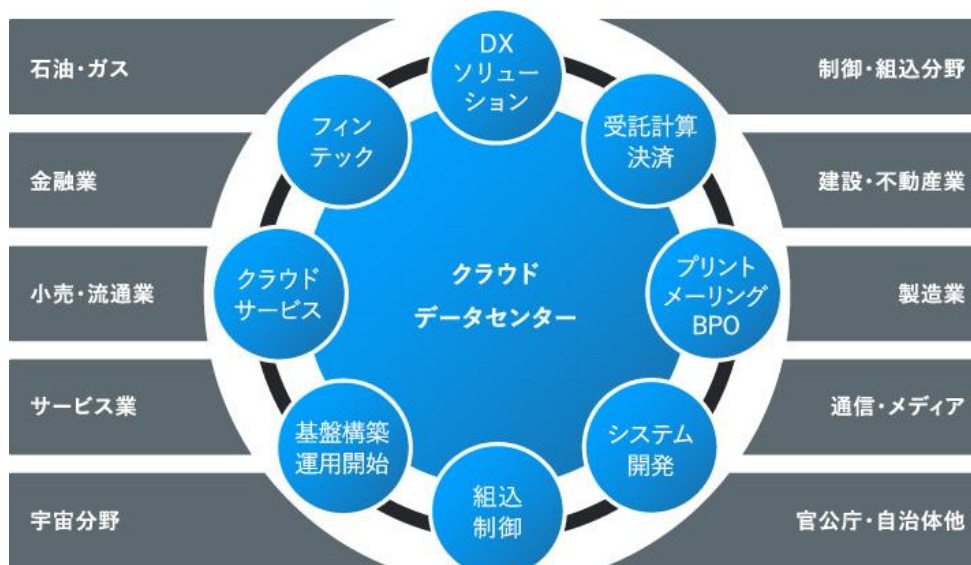 石油・ガス
金融業
小売・流通業
サービス業
宇宙分野
DX
ソリュー
ション
フィン
テック
受託計算
決済
クラウド
サービス
クラウド
データセンター
プリント
メーリング
BPO
基盤構築
運用開始
組込
制御
システム
開発
制御・組込分野
建設・不動産業
製造業
通信・メディア
官公庁・自治体他